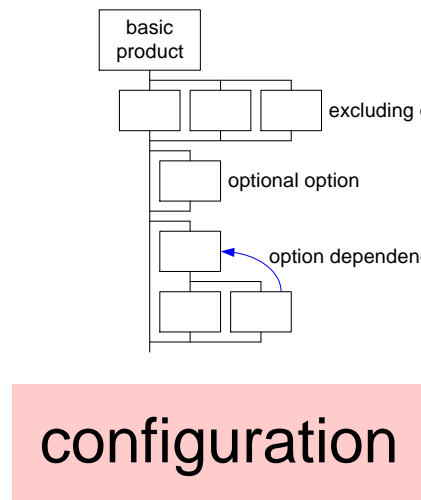 basic
product
excluding
optional option
option
configuration